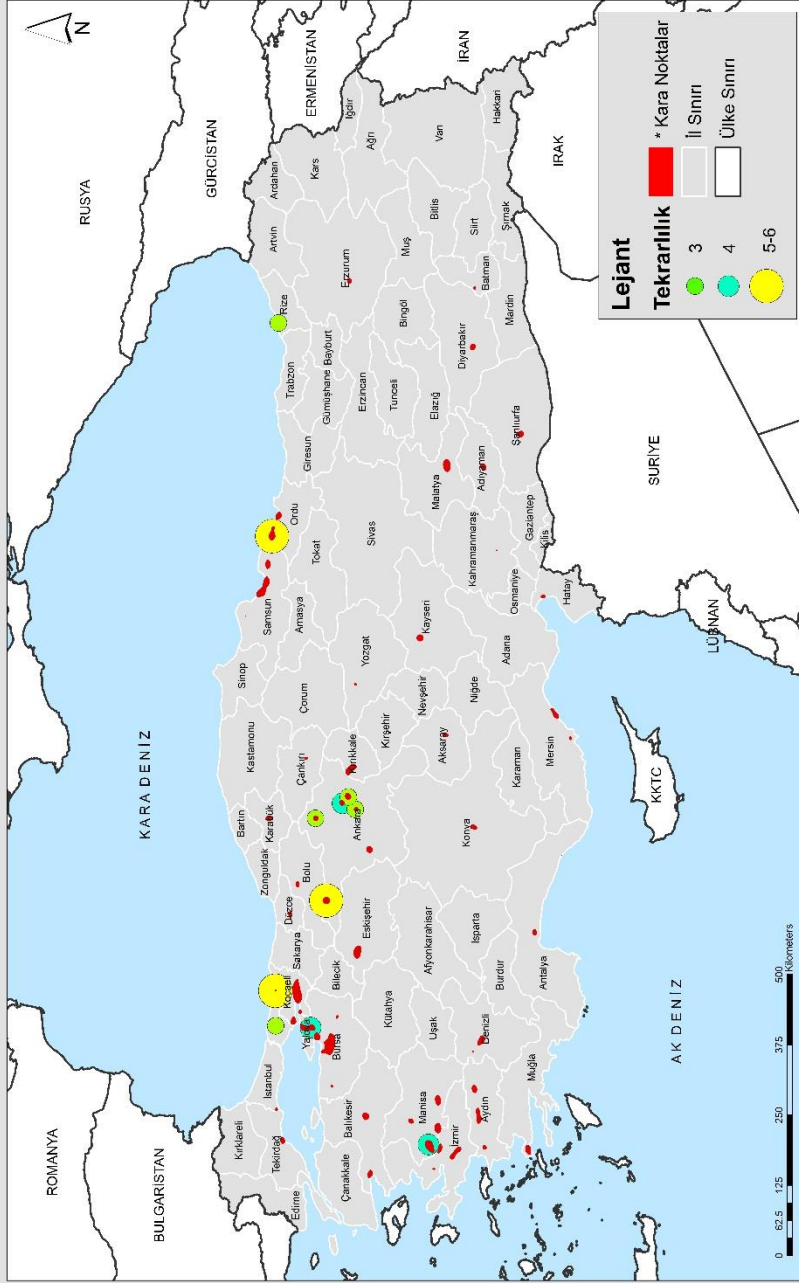 ROMANYA
RUSYA
N
BULGARİSTAN
KARADENİZ
GÜRCİSTAN
ERMENİSTAN
İRAN
Kırklareli
Tekirdağ
Edirne
İstanbul
Kocaeli
Yalova
Sakarya
Düzce
Zonguldak
Bartın
Karabük
Kastamonu
Sinop
Samsun
Ordu
Giresun
Trabzon
Rize
Artvin
Ardahan
Kars
Iğdır
Ağrı
Çanakkale
Balıkesir
Bursa
Bilecik
Eskişehir
Bolu
Ankara
Çankırı
Kırıkkale
Çorum
Amasya
Tokat
Yozgat
Sivas
Gümüşhane Bayburt
Erzincan
Erzurum
Tunceli
Bingöl
Muş
Bitlis
Van
Hakkari
Manisa
İzmir
Kütahya
Uşak
Afyonkarahisar
Kırşehir
Nevşehir
Aksaray
Kayseri
Malatya
Elazığ
Diyarbakır
Batman
Siirt
Şırnak
Mardin
Aydın
Denizli
Muğla
Burdur
Isparta
Antalya
Konya
Karaman
Niğde
Mersin
Adana
Osmaniye
Kahramanmaraş
Adıyaman
Gaziantep
Kilis
Şanlıurfa
Hatay
AKDENİZ
KKTC
LÜBNAN
SURİYE
IRAK
0 62.5 125 250 375 500
Kilometers
Lejant
Tekrarlılık
3
4
5-6
* Kara Noktalar
İl Sınırı
Ülke Sınırı